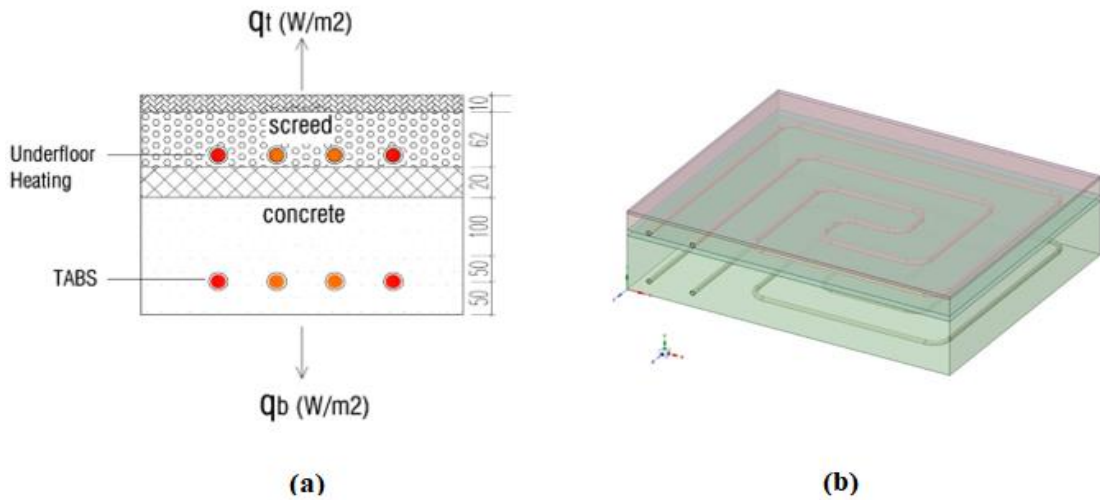 qt (W/m2)
10
screed
62
Underfloor
Heating
20
concrete
100
TABS
50
50
qb (W/m2)
(a)
(b)